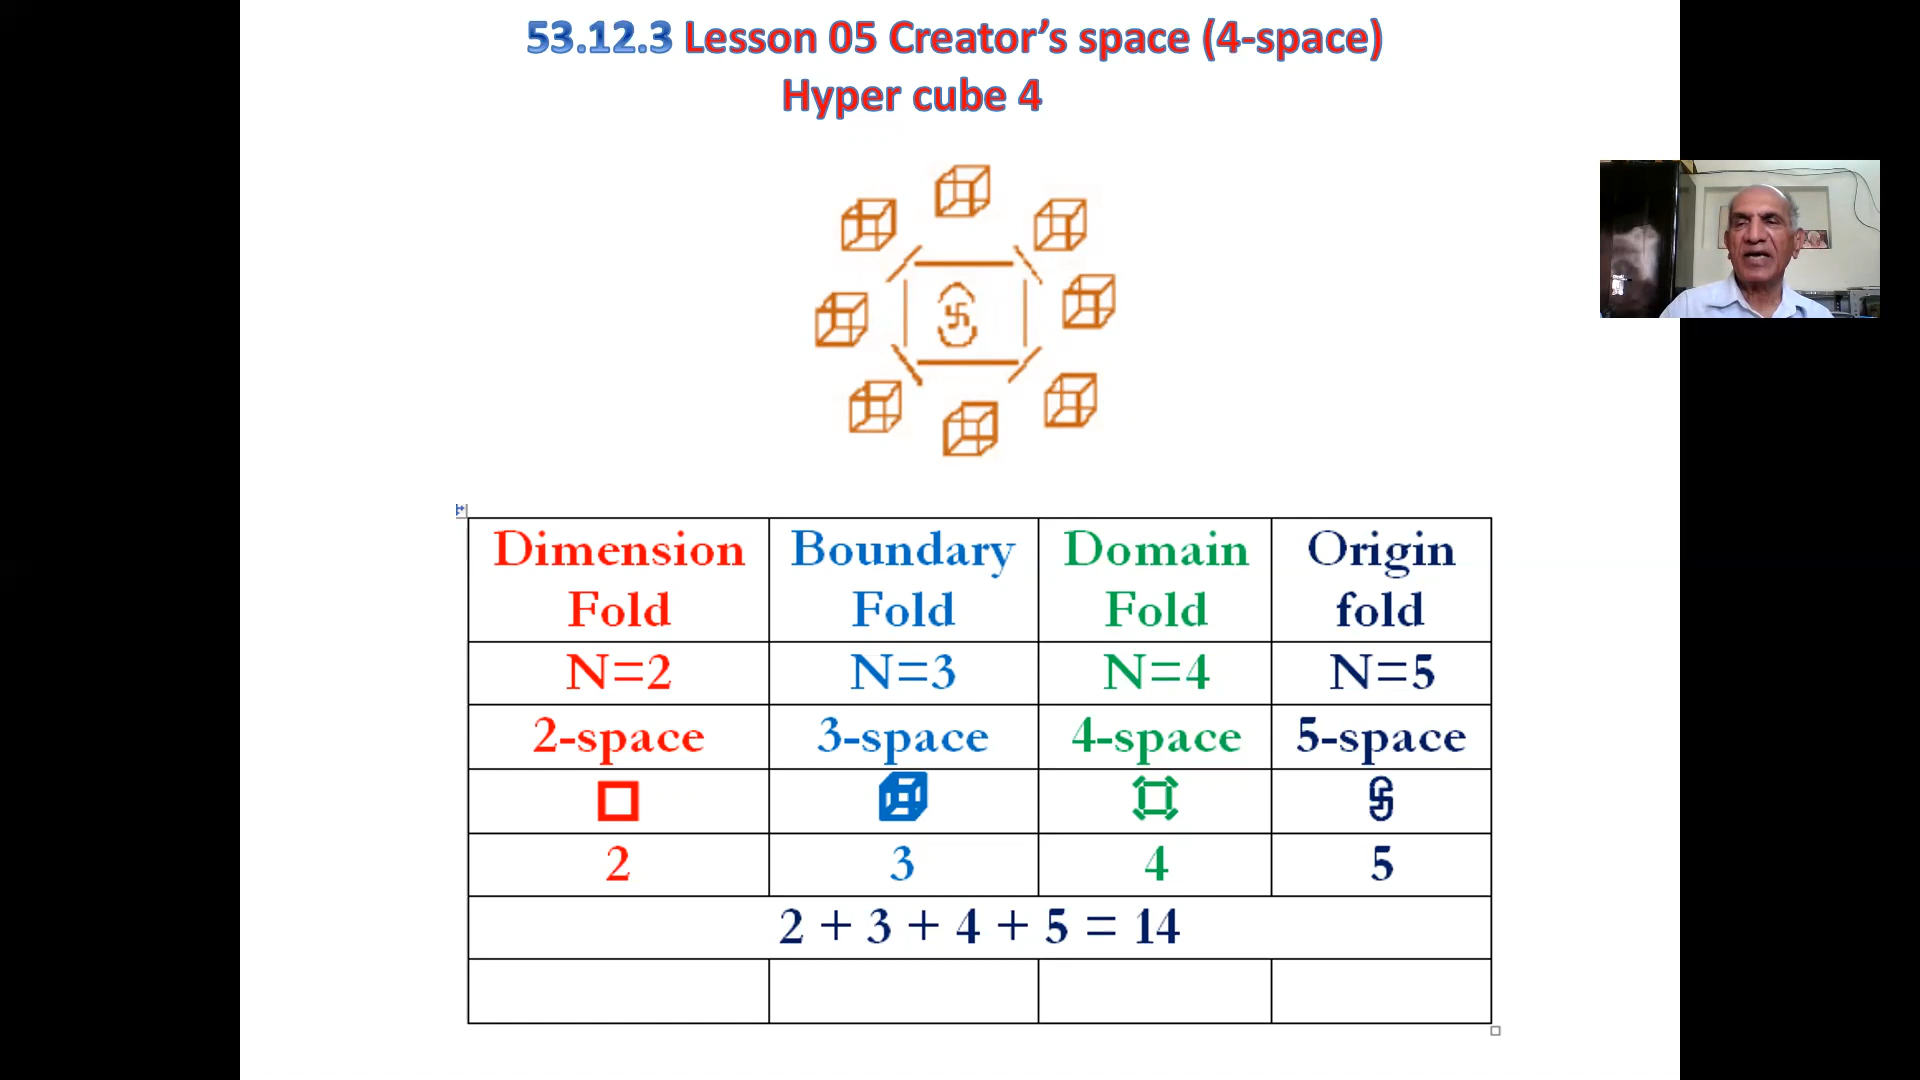 53.12.3 Lesson 05 Creator’s space (4-space)
Hyper cube 4
Dimension Fold
Boundary Fold
Domain Fold
Origin fold
N=2
N=3
N=4
N=5
2-space
3-space
4-space
5-space
2
3
4
5
2 + 3 + 4 + 5 = 14